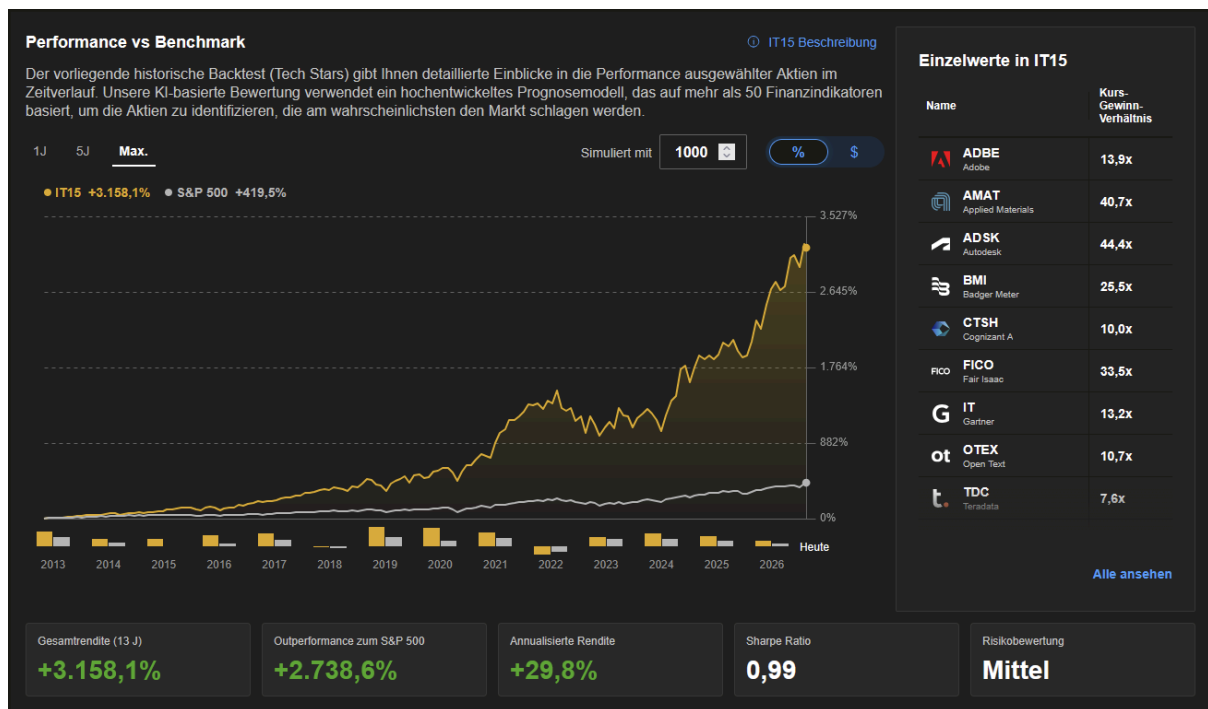 Performance vs Benchmark
IT15 Beschreibung
Der vorliegende historische Backtest (Tech Stars) gibt Ihnen detaillierte Einblicke in die Performance ausgewählter Aktien im
Zeitverlauf. Unsere KI-basierte Bewertung verwendet ein hochentwickeltes Prognosemodell, das auf mehr als 50 Finanzindikatoren
basiert, um die Aktien zu identifizieren, die am wahrscheinlichsten den Markt schlagen werden.
1J 5J Max.
Simuliert mit 1000 % $
IT15 +3.158,1% S&P 500 +419,5%
3.527%
2.645%
1.764%
882%
0%
Heute
2013 2014 2015 2016 2017 2018 2019 2020 2021 2022 2023 2024 2025 2026
Einzelwerte in IT15
Name
Kurs-
Gewinn-
Verhältnis
ADBE
Adobe
13,9x
AMAT
Applied Materials
40,7x
ADSK
Autodesk
44,4x
BMI
Badger Meter
25,5x
CTSH
Cognizant A
10,0x
FICO
FICO
Fair Isaac
33,5x
G
IT
Gartner
13,2x
ot
OTEX
Open Text
10,7x
t.
TDC
Teradata
7,6x
Alle ansehen
Gesamtrendite (13 J)
+3.158,1%
Outperformance zum S&P 500
+2.738,6%
Annualisierte Rendite
+29,8%
Sharpe Ratio
0,99
Risikobewertung
Mittel